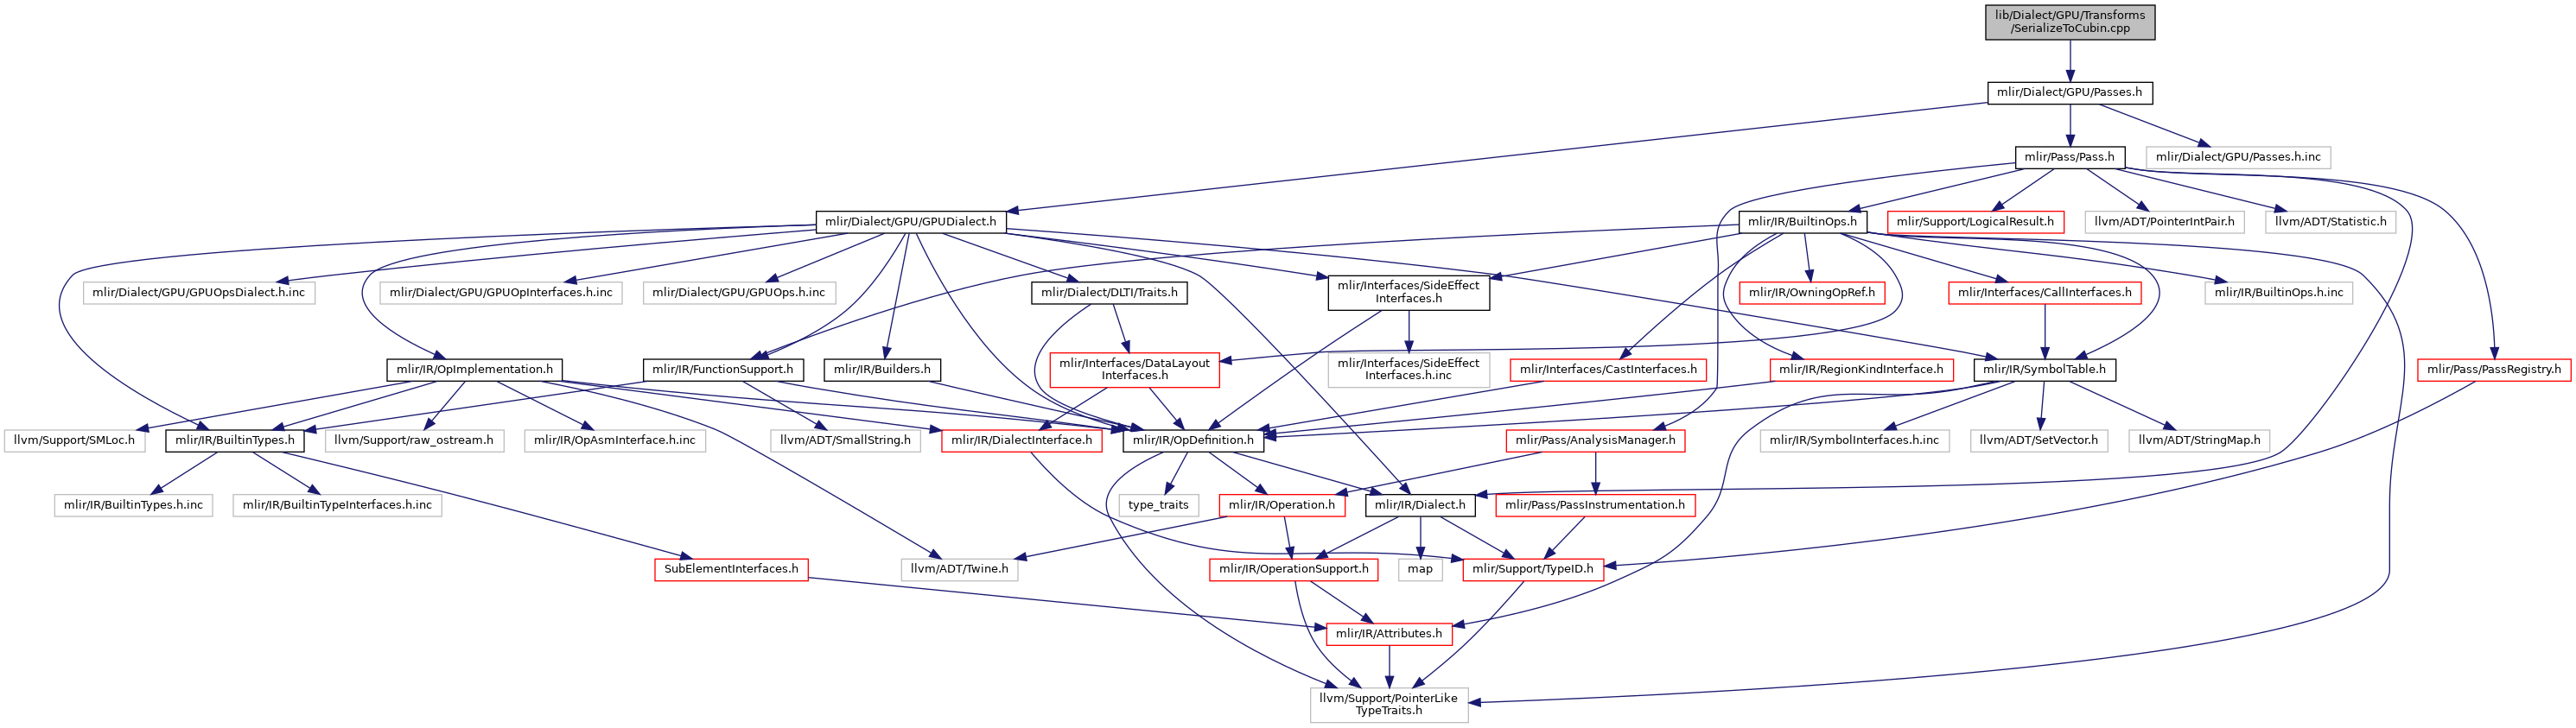 lib/Dialect/GPU/Transforms
/SerializeToCubin.cpp
mlir/Dialect/GPU/Passes.h
mlir/Pass/Pass.h
mlir/Dialect/GPU/Passes.h.inc
mlir/Dialect/GPU/GPUDialect.h
mlir/IR/BuiltinOps.h
mlir/Support/LogicalResult.h
llvm/ADT/PointerIntPair.h
llvm/ADT/Statistic.h
mlir/Dialect/GPU/GPUOpsDialect.h.inc
mlir/Dialect/GPU/GPUOpInterfaces.h.inc
mlir/Dialect/GPU/GPUOps.h.inc
mlir/Dialect/DLTI/Traits.h
mlir/Interfaces/SideEffect
Interfaces.h
mlir/IR/OwningOpRef.h
mlir/Interfaces/CallInterfaces.h
mlir/IR/BuiltinOps.h.inc
mlir/IR/OpImplementation.h
mlir/IR/FunctionSupport.h
mlir/IR/Builders.h
mlir/Interfaces/DataLayout
Interfaces.h
mlir/Interfaces/SideEffect
Interfaces.h.inc
mlir/Interfaces/CastInterfaces.h
mlir/IR/RegionKindInterface.h
mlir/IR/SymbolTable.h
mlir/Pass/PassRegistry.h
llvm/Support/SMLoc.h
mlir/IR/BuiltinTypes.h
llvm/Support/raw_ostream.h
mlir/IR/OpAsmInterface.h.inc
llvm/ADT/SmallString.h
mlir/IR/DialectInterface.h
mlir/IR/OpDefinition.h
mlir/Pass/AnalysisManager.h
mlir/IR/SymbolInterfaces.h.inc
llvm/ADT/SetVector.h
llvm/ADT/StringMap.h
mlir/IR/BuiltinTypes.h.inc
mlir/IR/BuiltinTypeInterfaces.h.inc
type_traits
mlir/IR/Operation.h
mlir/IR/Dialect.h
mlir/Pass/PassInstrumentation.h
SubElementInterfaces.h
llvm/ADT/Twine.h
mlir/IR/OperationSupport.h
map
mlir/Support/TypeID.h
mlir/IR/Attributes.h
llvm/Support/PointerLike
TypeTraits.h